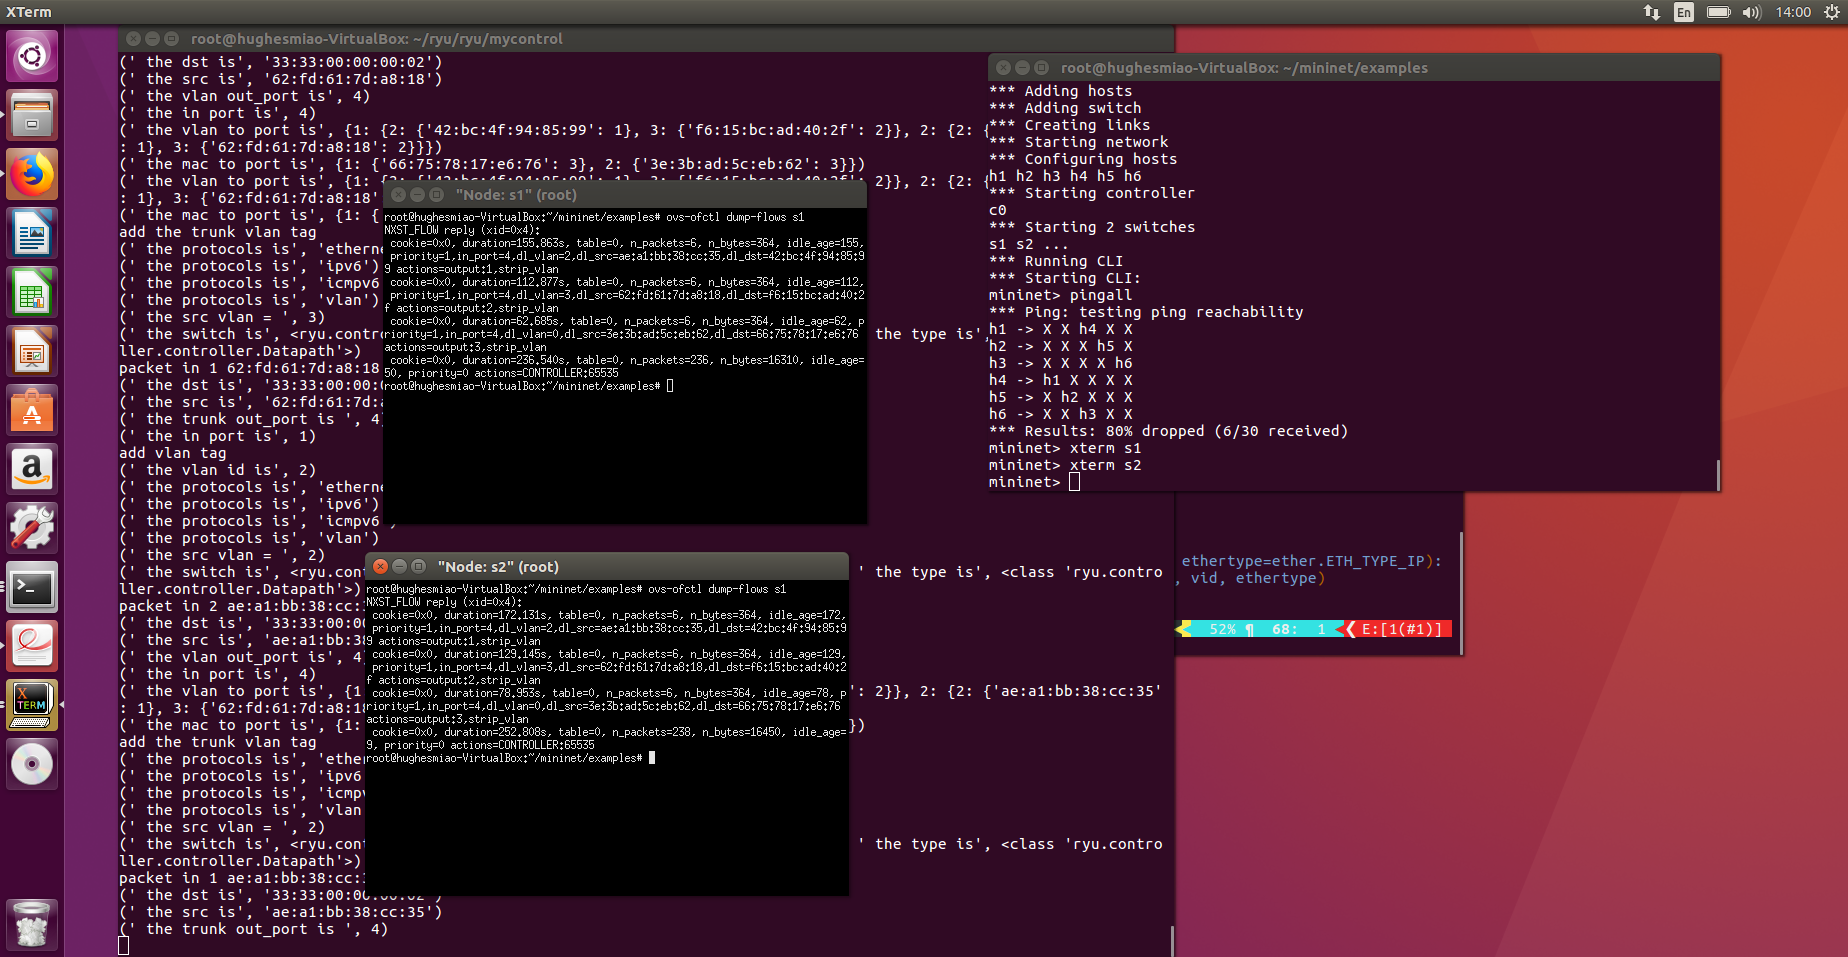 XTerm
En
14:00
root@hughesmiao-VirtualBox: ~/ryu/ryu/mycontrol
(' the dst is', '33:33:00:00:00:02')
(' the src is', '62:fd:61:7d:a8:18')
(' the vlan out_port is', 4)
(' the in port is', 4)
(' the vlan to port is', {1: {2: {'42:bc:4f:94:85:99': 1}, 3: {'f6:15:bc:ad:40:2f': 2}}, 2: {2: {
: 1}, 3: {'62:fd:61:7d:a8:18': 2}}})
(' the mac to port is', {1: {'66:75:78:17:e6:76': 3}, 2: {'3e:3b:ad:5c:eb:62': 3}})
(' the vlan to port is', {1:
: 1}, 3: {'62:fd:61:7d:a8:18'
(' the mac to port is', {1: {
add the trunk vlan tag
(' the protocols is', 'etherne
(' the protocols is', 'ipv6')
(' the protocols is', 'icmpv6
(' the protocols is', 'vlan')
(' the src vlan = ', 3)
(' the switch is', <ryu.contr
the type is',
ller.controller.Datapath'>)
packet in 1 62:fd:61:7d:a8:18
(' the dst is', '33:33:00:00:
(' the src is', '62:fd:61:7d:a
(' the trunk out_port is ', 4
(' the in port is', 1)
add vlan tag
(' the vlan id is', 2)
(' the protocols is', 'etherne
(' the protocols is', 'ipv6')
(' the protocols is', 'icmpv6')
(' the protocols is', 'vlan')
(' the src vlan = ', 2)
(' the switch is', <ryu.cont
' the type is', <class 'ryu.contro
ller.controller.Datapath'>)
packet in 2 ae:a1:bb:38:cc:
(' the dst is', '33:33:00:0
(' the src is', 'ae:a1:bb:3
(' the vlan out_port is', 4
(' the in port is', 4)
(' the vlan to port is', {1
': 2}}, 2: {2: {'ae:a1:bb:38:cc:35'
: 1}, 3: {'62:fd:61:7d:a8:1
(' the mac to port is', {1:
})
add the trunk vlan tag
(' the protocols is', 'ethe
(' the protocols is', 'ipv6
(' the protocols is', 'icmp
(' the protocols is', 'vlan
(' the src vlan = ', 2)
(' the switch is', <ryu.con
' the type is', <class 'ryu.contro
ller.controller.Datapath'>)
packet in 1 ae:a1:bb:38:cc:
(' the dst is', '33:33:00:00:00:02')
(' the src is', 'ae:a1:bb:38:cc:35')
(' the trunk out_port is ', 4)
"Node: s1" (root)
root@hughesmiao-VirtualBox:~/mininet/examples# ovs-ofctl dump-flows s1
NXST_FLOW reply (xid=0x4):
cookie=0x0, duration=155.863s, table=0, n_packets=6, n_bytes=364, idle_age=155,
priority=1,in_port=4,dl_vlan=2,dl_src=ae:a1:bb:38:cc:35,dl_dst=42:bc:4f:94:85:9
9 actions=output:1,strip_vlan
cookie=0x0, duration=112.877s, table=0, n_packets=6, n_bytes=364, idle_age=112,
priority=1,in_port=4,dl_vlan=3,dl_src=62:fd:61:7d:a8:18,dl_dst=f6:15:bc:ad:40:2
f actions=output:2,strip_vlan
cookie=0x0, duration=62.685s, table=0, n_packets=6, n_bytes=364, idle_age=62, p
riority=1,in_port=4,dl_vlan=0,dl_src=3e:3b:ad:5c:eb:62,dl_dst=66:75:78:17:e6:76
actions=output:3,strip_vlan
cookie=0x0, duration=236.540s, table=0, n_packets=236, n_bytes=16310, idle_age=
50, priority=0 actions=CONTROLLER:65535
root@hughesmiao-VirtualBox:~/mininet/examples#
"Node: s2" (root)
root@hughesmiao-VirtualBox:~/mininet/examples# ovs-ofctl dump-flows s1
NXST_FLOW reply (xid=0x4):
cookie=0x0, duration=172.131s, table=0, n_packets=6, n_bytes=364, idle_age=172,
priority=1,in_port=4,dl_vlan=2,dl_src=ae:a1:bb:38:cc:35,dl_dst=42:bc:4f:94:85:9
9 actions=output:1,strip_vlan
cookie=0x0, duration=129.145s, table=0, n_packets=6, n_bytes=364, idle_age=129,
priority=1,in_port=4,dl_vlan=3,dl_src=62:fd:61:7d:a8:18,dl_dst=f6:15:bc:ad:40:2
f actions=output:2,strip_vlan
cookie=0x0, duration=78.953s, table=0, n_packets=6, n_bytes=364, idle_age=78, p
riority=1,in_port=4,dl_vlan=0,dl_src=3e:3b:ad:5c:eb:62,dl_dst=66:75:78:17:e6:76
actions=output:3,strip_vlan
cookie=0x0, duration=252.808s, table=0, n_packets=238, n_bytes=16450, idle_age=
9, priority=0 actions=CONTROLLER:65535
root@hughesmiao-VirtualBox:~/mininet/examples#
root@hughesmiao-VirtualBox: ~/mininet/examples
*** Adding hosts
*** Adding switch
*** Creating links
*** Starting network
*** Configuring hosts
h1 h2 h3 h4 h5 h6
*** Starting controller
c0
*** Starting 2 switches
s1 s2 ...
*** Running CLI
*** Starting CLI:
mininet> pingall
*** Ping: testing ping reachability
h1 -> X X h4 X X
h2 -> X X X h5 X
h3 -> X X X X h6
h4 -> h1 X X X X
h5 -> X h2 X X X
h6 -> X X h3 X X
*** Results: 80% dropped (6/30 received)
mininet> xterm s1
mininet> xterm s2
mininet>
ethertype=ether.ETH_TYPE_IP):
, vid, ethertype)
52% ¶ 68: 1 ❮ E:[1(#1)]
X
TERM